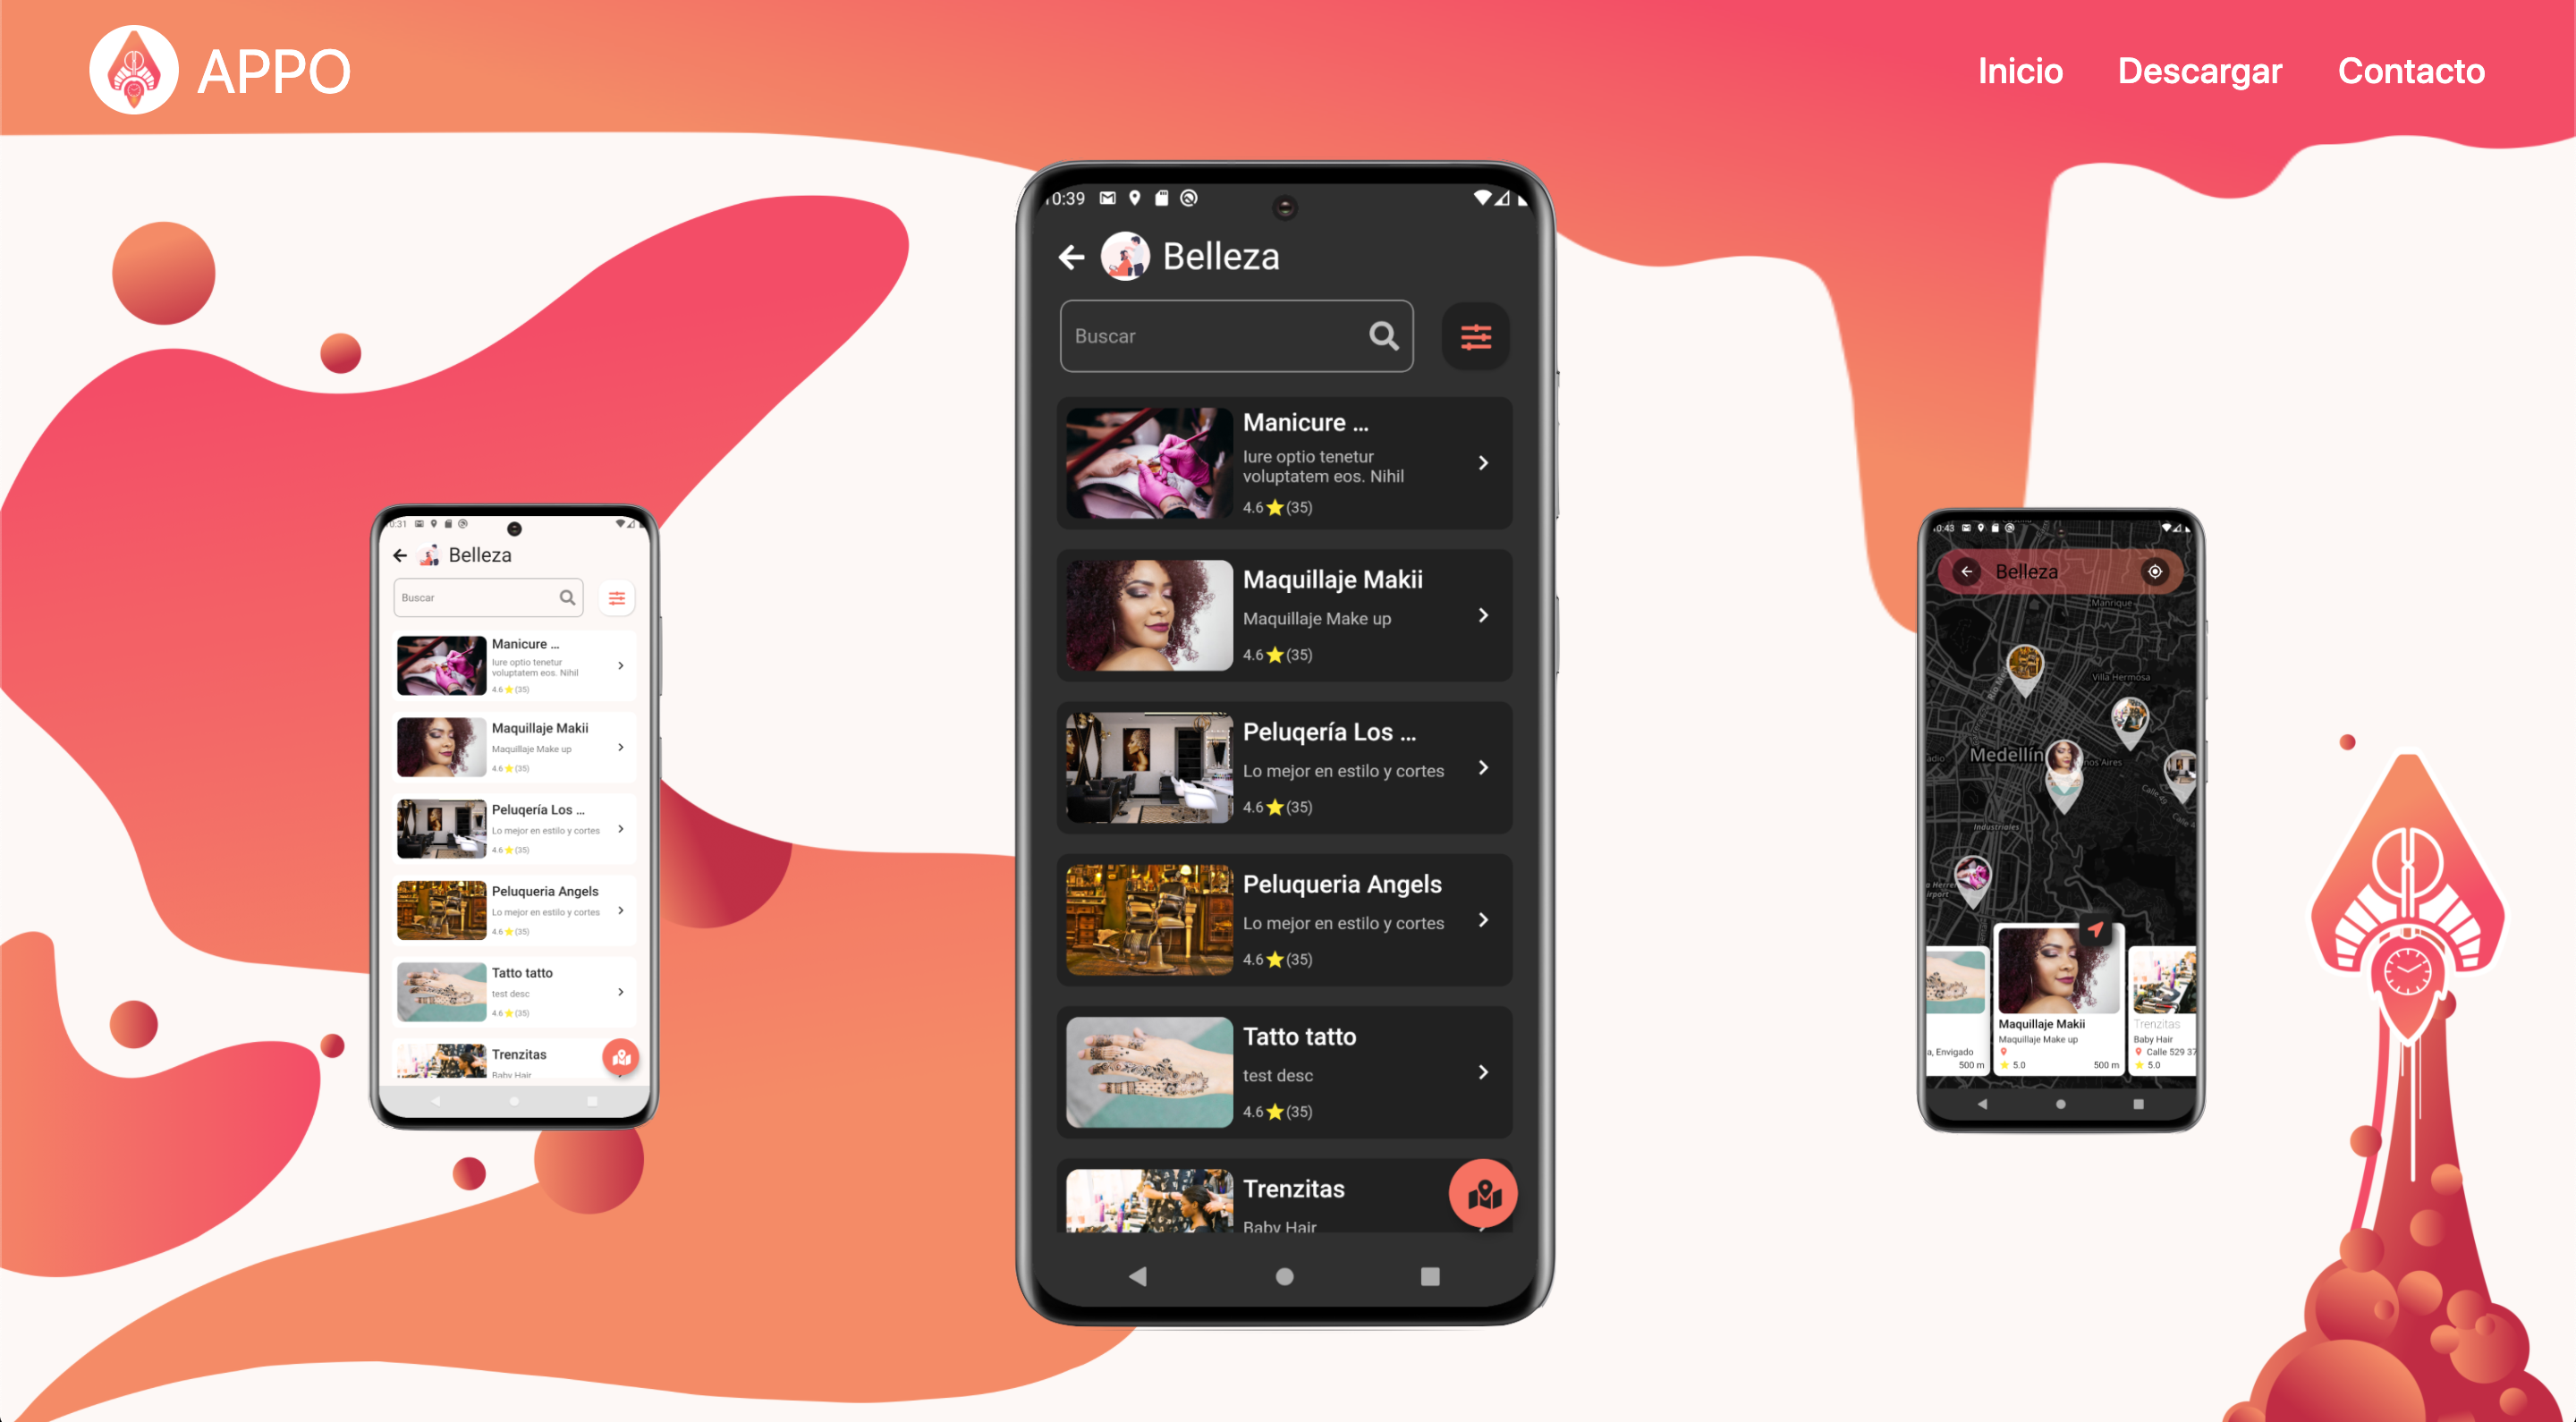 APPO
Inicio
Descargar
Contacto
0:31
Belleza
Buscar
Manicure ...
Iure optio tenetur
voluptatem eos. Nihil
4.6 (35)
Maquillaje Makii
Maquillaje Make up
4.6 (35)
Peluqería Los ...
Lo mejor en estilo y cortes
4.6 (35)
Peluqueria Angels
Lo mejor en estilo y cortes
4.6 (35)
Tatto tatto
test desc
4.6 (35)
Trenzitas
Baby Hair
0:39
Belleza
Buscar
Manicure ...
Iure optio tenetur
voluptatem eos. Nihil
4.6 (35)
Maquillaje Makii
Maquillaje Make up
4.6 (35)
Peluqería Los ...
Lo mejor en estilo y cortes
4.6 (35)
Peluqueria Angels
Lo mejor en estilo y cortes
4.6 (35)
Tatto tatto
test desc
4.6 (35)
Trenzitas
Baby Hair
0:43
Belleza
Manrique
Villa Hermosa
Medellín
nos Aires
Industriales
a Herrer
irport
a, Envigado
500 m
Maquillaje Makii
Maquillaje Make up
5.0
500 m
Trenzitas
Baby Hair
Calle 529 37
5.0